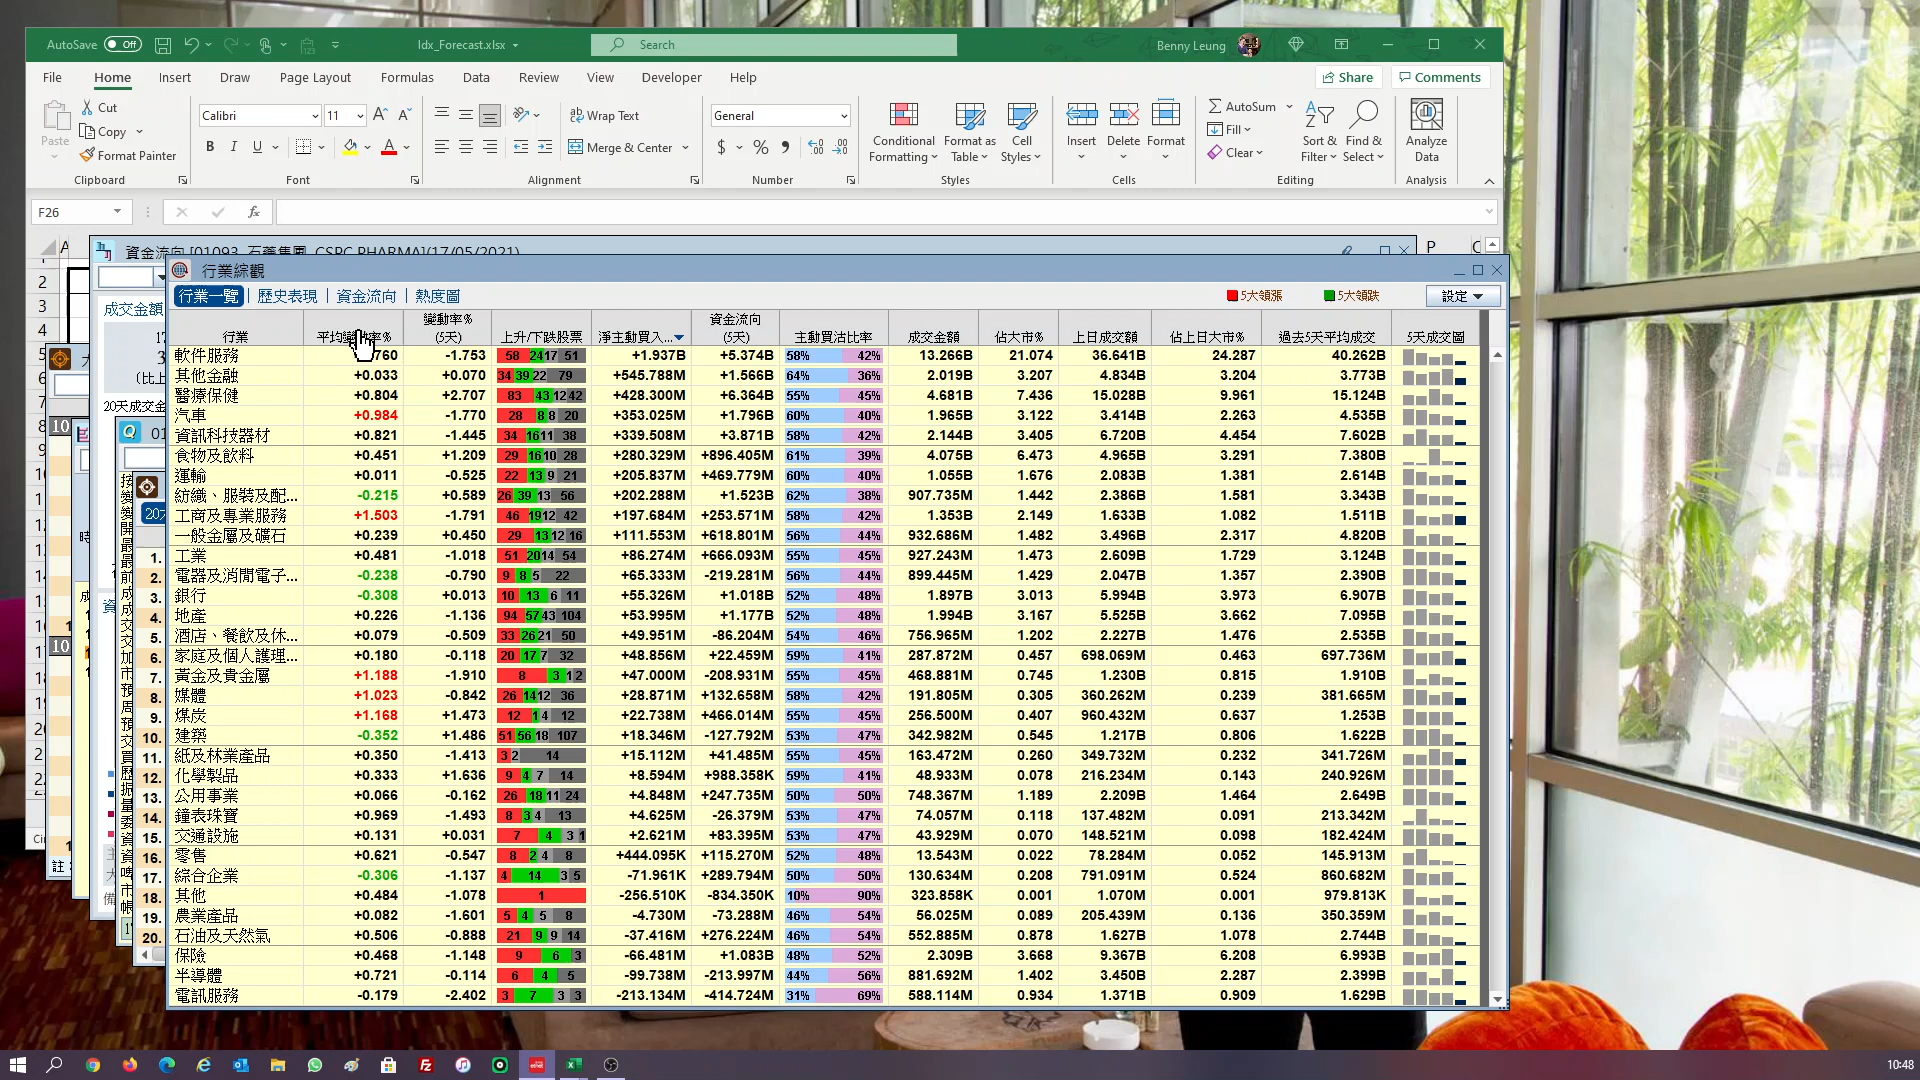 AutoSave Off Idx_Forecast.xlsx Search Benny Leung
File Home Insert Draw Page Layout Formulas Data Review View Developer Help Share Comments
Paste Cut Copy Format Painter Clipboard
Calibri 11 B I U Font
Wrap Text Merge & Center Alignment
General $ % Number
Conditional Formatting Format as Table Cell Styles Styles
Insert Delete Format Cells
AutoSum Fill Clear Sort & Filter Find & Select Editing
Analyze Data Analysis
F26 fx
資金流向 [01093 石藥集團 CSPC PHARMA](17/05/2021)
行業綜觀
行業一覽 歷史表現 資金流向 熱度圖 5大領漲 5大領跌 設定
行業 平均變動率% 變動率%(5天) 上升/下跌股票 淨主動買入... 資金流向(5天) 主動買沽比率 成交金額 佔大市% 上日成交額 佔上日大市% 過去5天平均成交 5天成交圖
軟件服務 760 -1.753 58 24 17 51 +1.937B +5.374B 58% 42% 13.266B 21.074 36.641B 24.287 40.262B
其他金融 +0.033 +0.070 34 39 22 79 +545.788M +1.566B 64% 36% 2.019B 3.207 4.834B 3.204 3.773B
醫療保健 +0.804 +2.707 83 43 12 42 +428.300M +6.364B 55% 45% 4.681B 7.436 15.028B 9.961 15.124B
汽車 +0.984 -1.770 28 8 8 20 +353.025M +1.796B 60% 40% 1.965B 3.122 3.414B 2.263 4.535B
資訊科技器材 +0.821 -1.445 34 16 11 38 +339.508M +3.871B 58% 42% 2.144B 3.405 6.720B 4.454 7.602B
食物及飲料 +0.451 +1.209 29 16 10 28 +280.329M +896.405M 61% 39% 4.075B 6.473 4.965B 3.291 7.380B
運輸 +0.011 -0.525 22 13 9 21 +205.837M +469.779M 60% 40% 1.055B 1.676 2.083B 1.381 2.614B
紡織、服裝及配... -0.215 +0.589 26 39 13 56 +202.288M +1.523B 62% 38% 907.735M 1.442 2.386B 1.581 3.343B
工商及專業服務 +1.503 -1.791 46 19 12 42 +197.684M +253.571M 58% 42% 1.353B 2.149 1.633B 1.082 1.511B
一般金屬及礦石 +0.239 +0.450 29 13 12 16 +111.553M +618.801M 56% 44% 932.686M 1.482 3.496B 2.317 4.820B
工業 +0.481 -1.018 51 20 14 54 +86.274M +666.093M 55% 45% 927.243M 1.473 2.609B 1.729 3.124B
電器及消閒電子... -0.238 -0.790 9 8 5 22 +65.333M -219.281M 56% 44% 899.445M 1.429 2.047B 1.357 2.390B
銀行 -0.308 +0.013 10 13 6 11 +55.326M +1.018B 52% 48% 1.897B 3.013 5.994B 3.973 6.907B
地產 +0.226 -1.136 94 57 43 104 +53.995M +1.177B 52% 48% 1.994B 3.167 5.525B 3.662 7.095B
酒店、餐飲及休... +0.079 -0.509 33 26 21 50 +49.951M -86.204M 54% 46% 756.965M 1.202 2.227B 1.476 2.535B
家庭及個人護理... +0.180 -0.118 20 17 7 32 +48.856M +22.459M 59% 41% 287.872M 0.457 698.069M 0.463 697.736M
黃金及貴金屬 +1.188 -1.910 8 3 1 2 +47.000M -208.931M 55% 45% 468.881M 0.745 1.230B 0.815 1.910B
媒體 +1.023 -0.842 26 14 12 36 +28.871M +132.658M 58% 42% 191.805M 0.305 360.262M 0.239 381.665M
煤炭 +1.168 +1.473 12 1 4 12 +22.738M +466.014M 55% 45% 256.500M 0.407 960.432M 0.637 1.253B
建築 -0.352 +1.486 51 56 18 107 +18.346M -127.792M 53% 47% 342.982M 0.545 1.217B 0.806 1.622B
紙及林業產品 +0.350 -1.413 3 2 14 +15.112M +41.485M 55% 45% 163.472M 0.260 349.732M 0.232 341.726M
化學製品 +0.333 +1.636 9 4 7 14 +8.594M +988.358K 59% 41% 48.933M 0.078 216.234M 0.143 240.926M
公用事業 +0.066 -0.162 26 18 11 24 +4.848M +247.735M 50% 50% 748.367M 1.189 2.209B 1.464 2.649B
鐘表珠寶 +0.969 -1.493 8 3 4 13 +4.625M -26.379M 53% 47% 74.057M 0.118 137.482M 0.091 213.342M
交通設施 +0.131 +0.031 7 4 3 1 +2.621M +83.395M 53% 47% 43.929M 0.070 148.521M 0.098 182.424M
零售 +0.621 -0.547 8 2 4 8 +444.095K +115.270M 52% 48% 13.543M 0.022 78.284M 0.052 145.913M
綜合企業 -0.306 -1.137 4 14 3 5 -71.961K +289.794M 50% 50% 130.634M 0.208 791.091M 0.524 860.682M
其他 +0.484 -1.078 1 -256.510K -834.350K 10% 90% 323.858K 0.001 1.070M 0.001 979.813K
農業產品 +0.082 -1.601 5 4 5 8 -4.730M -73.288M 46% 54% 56.025M 0.089 205.439M 0.136 350.359M
石油及天然氣 +0.506 -0.888 21 9 9 14 -37.416M +276.224M 46% 54% 552.885M 0.878 1.627B 1.078 2.744B
保險 +0.468 -1.148 9 6 3 -66.481M +1.083B 48% 52% 2.309B 3.668 9.367B 6.208 6.993B
半導體 +0.721 -0.114 6 4 5 -99.738M -213.997M 44% 56% 881.692M 1.402 3.450B 2.287 2.399B
電訊服務 -0.179 -2.402 3 7 3 3 -213.134M -414.724M 31% 69% 588.114M 0.934 1.371B 0.909 1.629B
10:48